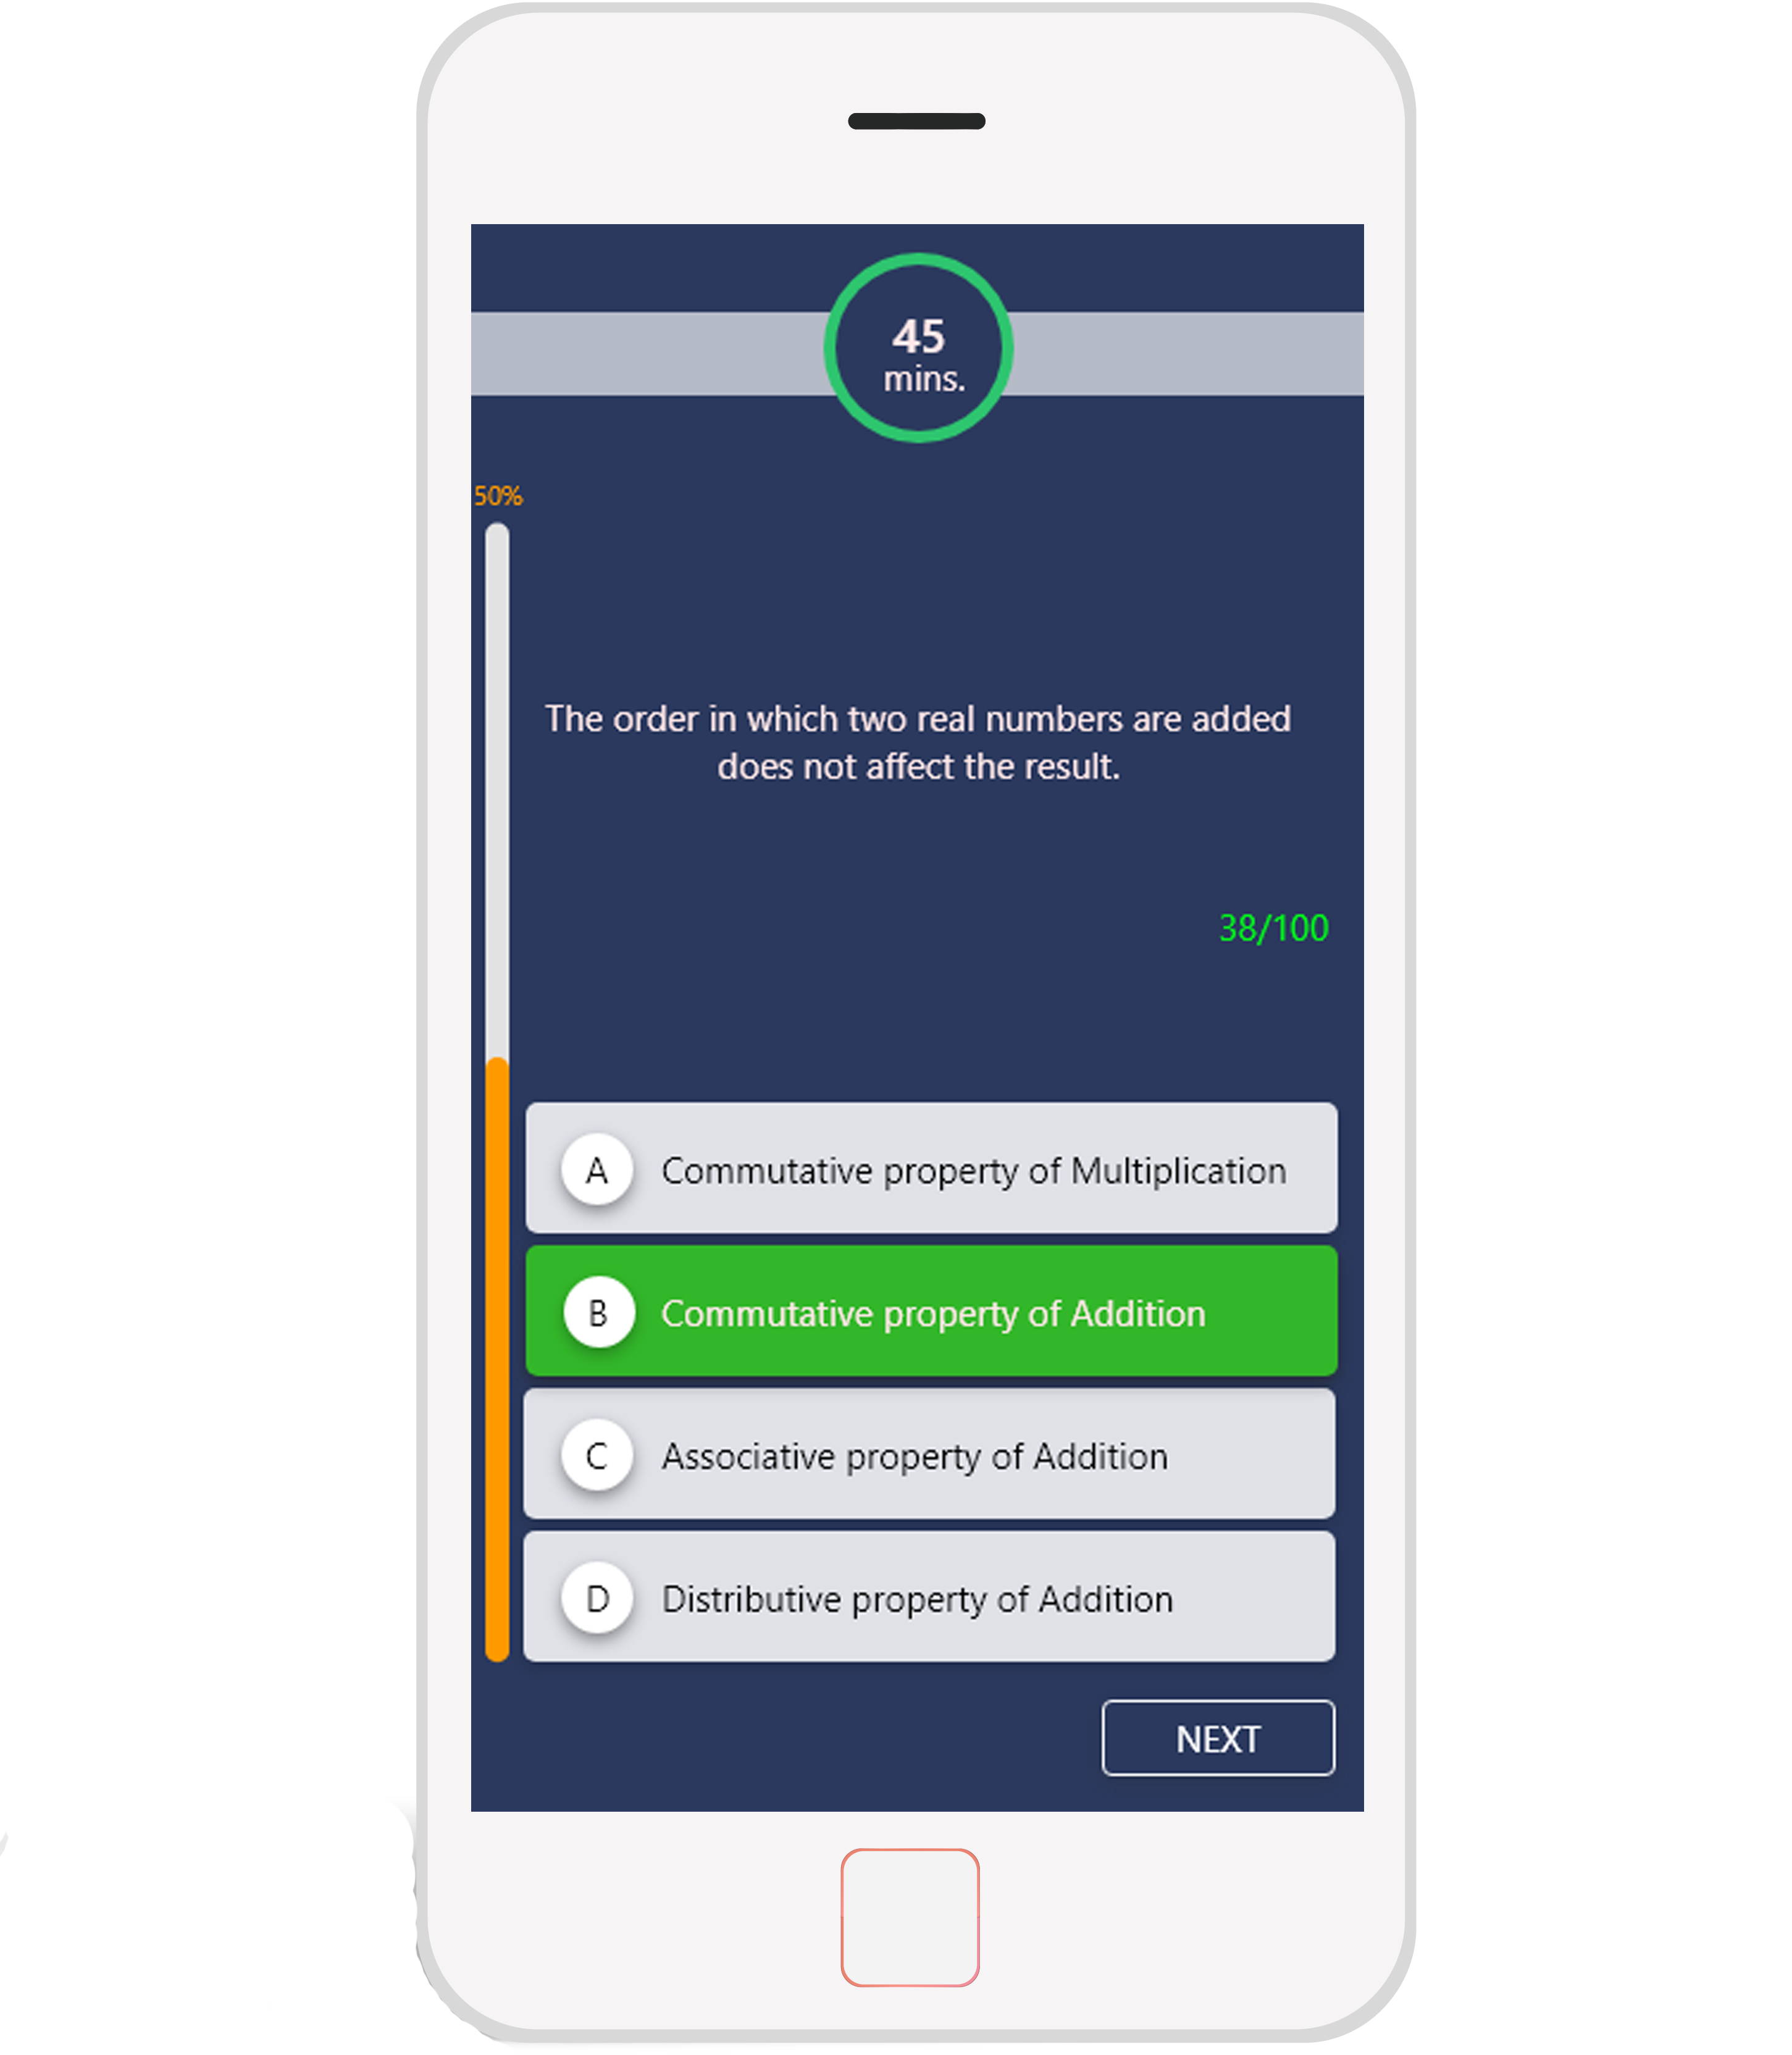 45
mins.
50%
The order in which two real numbers are added
does not affect the result.
38/100
A Commutative property of Multiplication
B Commutative property of Addition
C Associative property of Addition
D Distributive property of Addition
NEXT